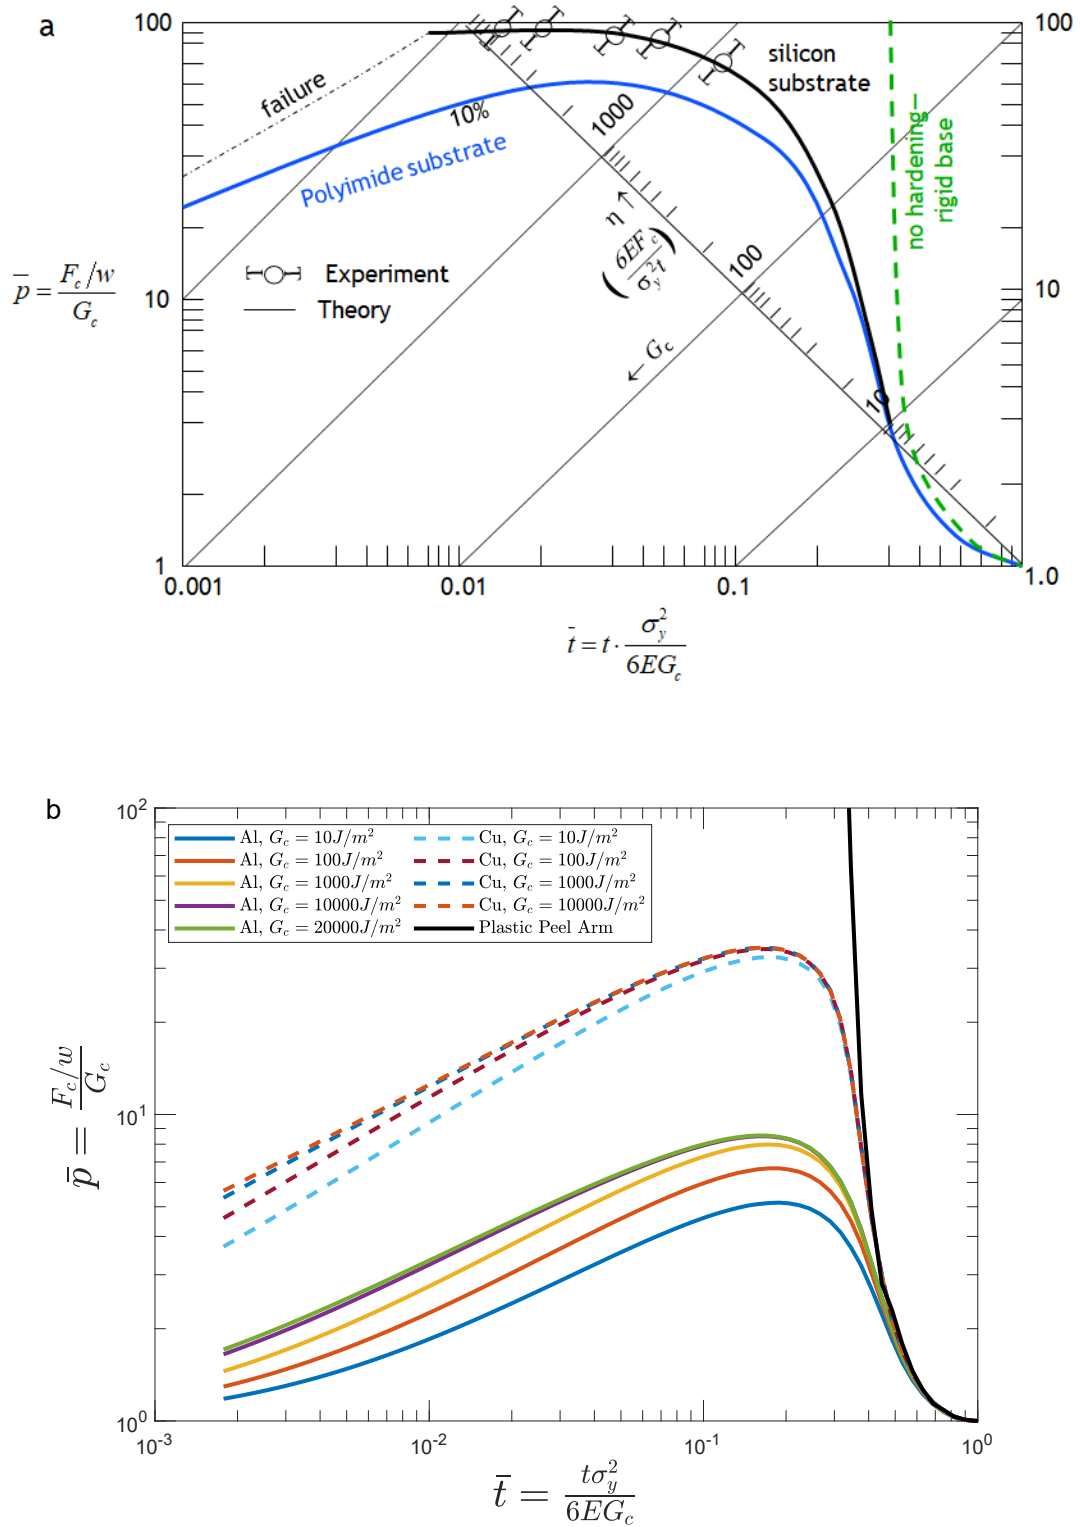 a
100
100
failure
10%
Polyimide substrate
1000
silicon
substrate
no hardening—
rigid base
η →
(6EF_c / σ_y^2 t)
100
p̄ = (F_c/w) / G_c
10
10
Experiment
Theory
← G_c
10
1
1.0
0.001
0.01
0.1
t̄ = t · σ_y^2 / 6EG_c
b
10^2
Al, G_c = 10J/m^2
Cu, G_c = 10J/m^2
Al, G_c = 100J/m^2
Cu, G_c = 100J/m^2
Al, G_c = 1000J/m^2
Cu, G_c = 1000J/m^2
Al, G_c = 10000J/m^2
Cu, G_c = 10000J/m^2
Al, G_c = 20000J/m^2
Plastic Peel Arm
p̄ = (F_c/w) / G_c
10^1
10^0
10^-3
10^-2
10^-1
10^0
t̄ = tσ_y^2 / 6EG_c